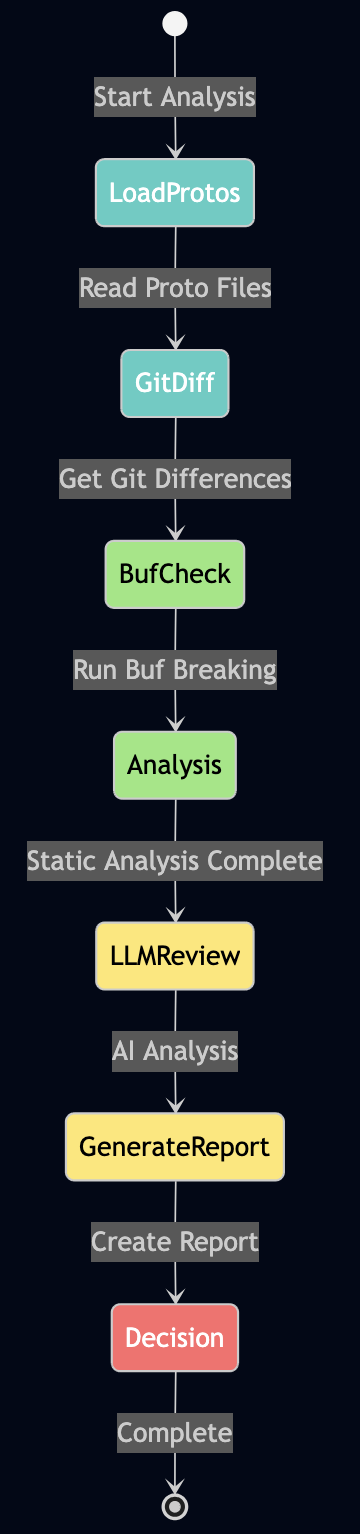 Start Analysis
LoadProtos
Read Proto Files
GitDiff
Get Git Differences
BufCheck
Run Buf Breaking
Analysis
Static Analysis Complete
LLMReview
AI Analysis
GenerateReport
Create Report
Decision
Complete